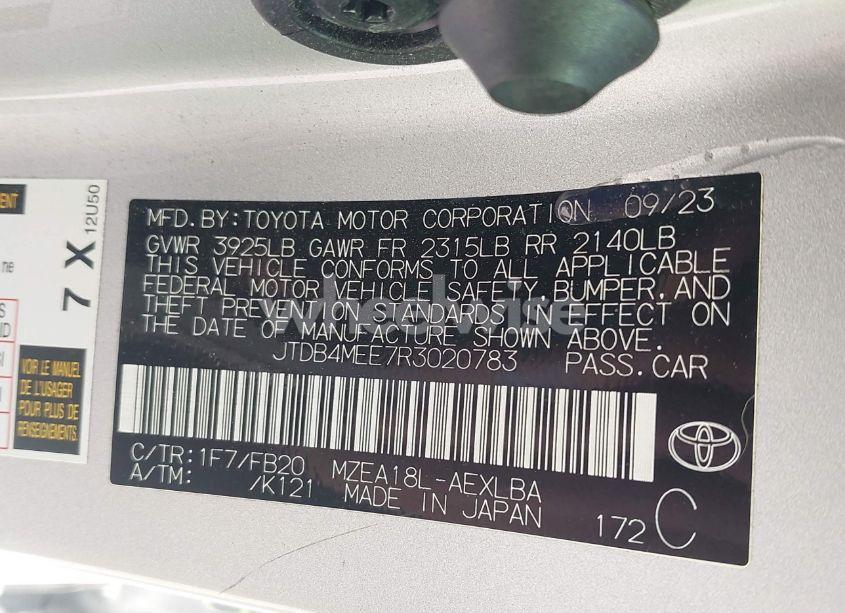 MFD. BY: TOYOTA MOTOR CORPORATION 09/23
GVWR 3925LB GAWR FR 2315LB RR 2140LB
THIS VEHICLE CONFORMS TO ALL APPLICABLE
FEDERAL MOTOR VEHICLE SAFETY, BUMPER, AND
THEFT PREVENTION STANDARDS IN EFFECT ON
THE DATE OF MANUFACTURE SHOWN ABOVE.
JTDB4MEE7R3020783 PASS.CAR
C/TR: 1F7/FB20 MZEA18L-AEXLBA
A/TM: /K121 MADE IN JAPAN
172 C
wheelwise
7 X
12U50
VOIR LE MANUEL
DE L'USAGER
POUR PLUS DE
RENSEIGNEMENTS.